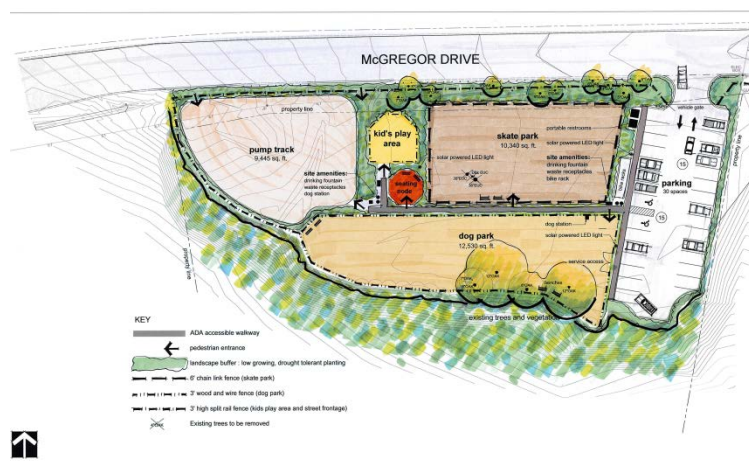 McGREGOR DRIVE
property line
pump track
9,445 sq. ft.
site amenities:
drinking fountain
waste receptacles
dog station
kid's play
area
seating
node
solar powered LED light
skate park
10,340 sq. ft.
portable restrooms
solar powered LED light
site amenities:
drinking fountain
waste receptacles
bike rack
vehicle gate
15
parking
30 spaces
15
property line
dog station
solar powered LED light
dog park
12,530 sq. ft.
service access
benches
existing trees and vegetation
property line
KEY
ADA accessible walkway
pedestrian entrance
landscape buffer : low growing, drought tolerant planting
6' chain link fence (skate park)
3' wood and wire fence (dog park)
3' high split rail fence (kids play area and street frontage)
Existing trees to be removed